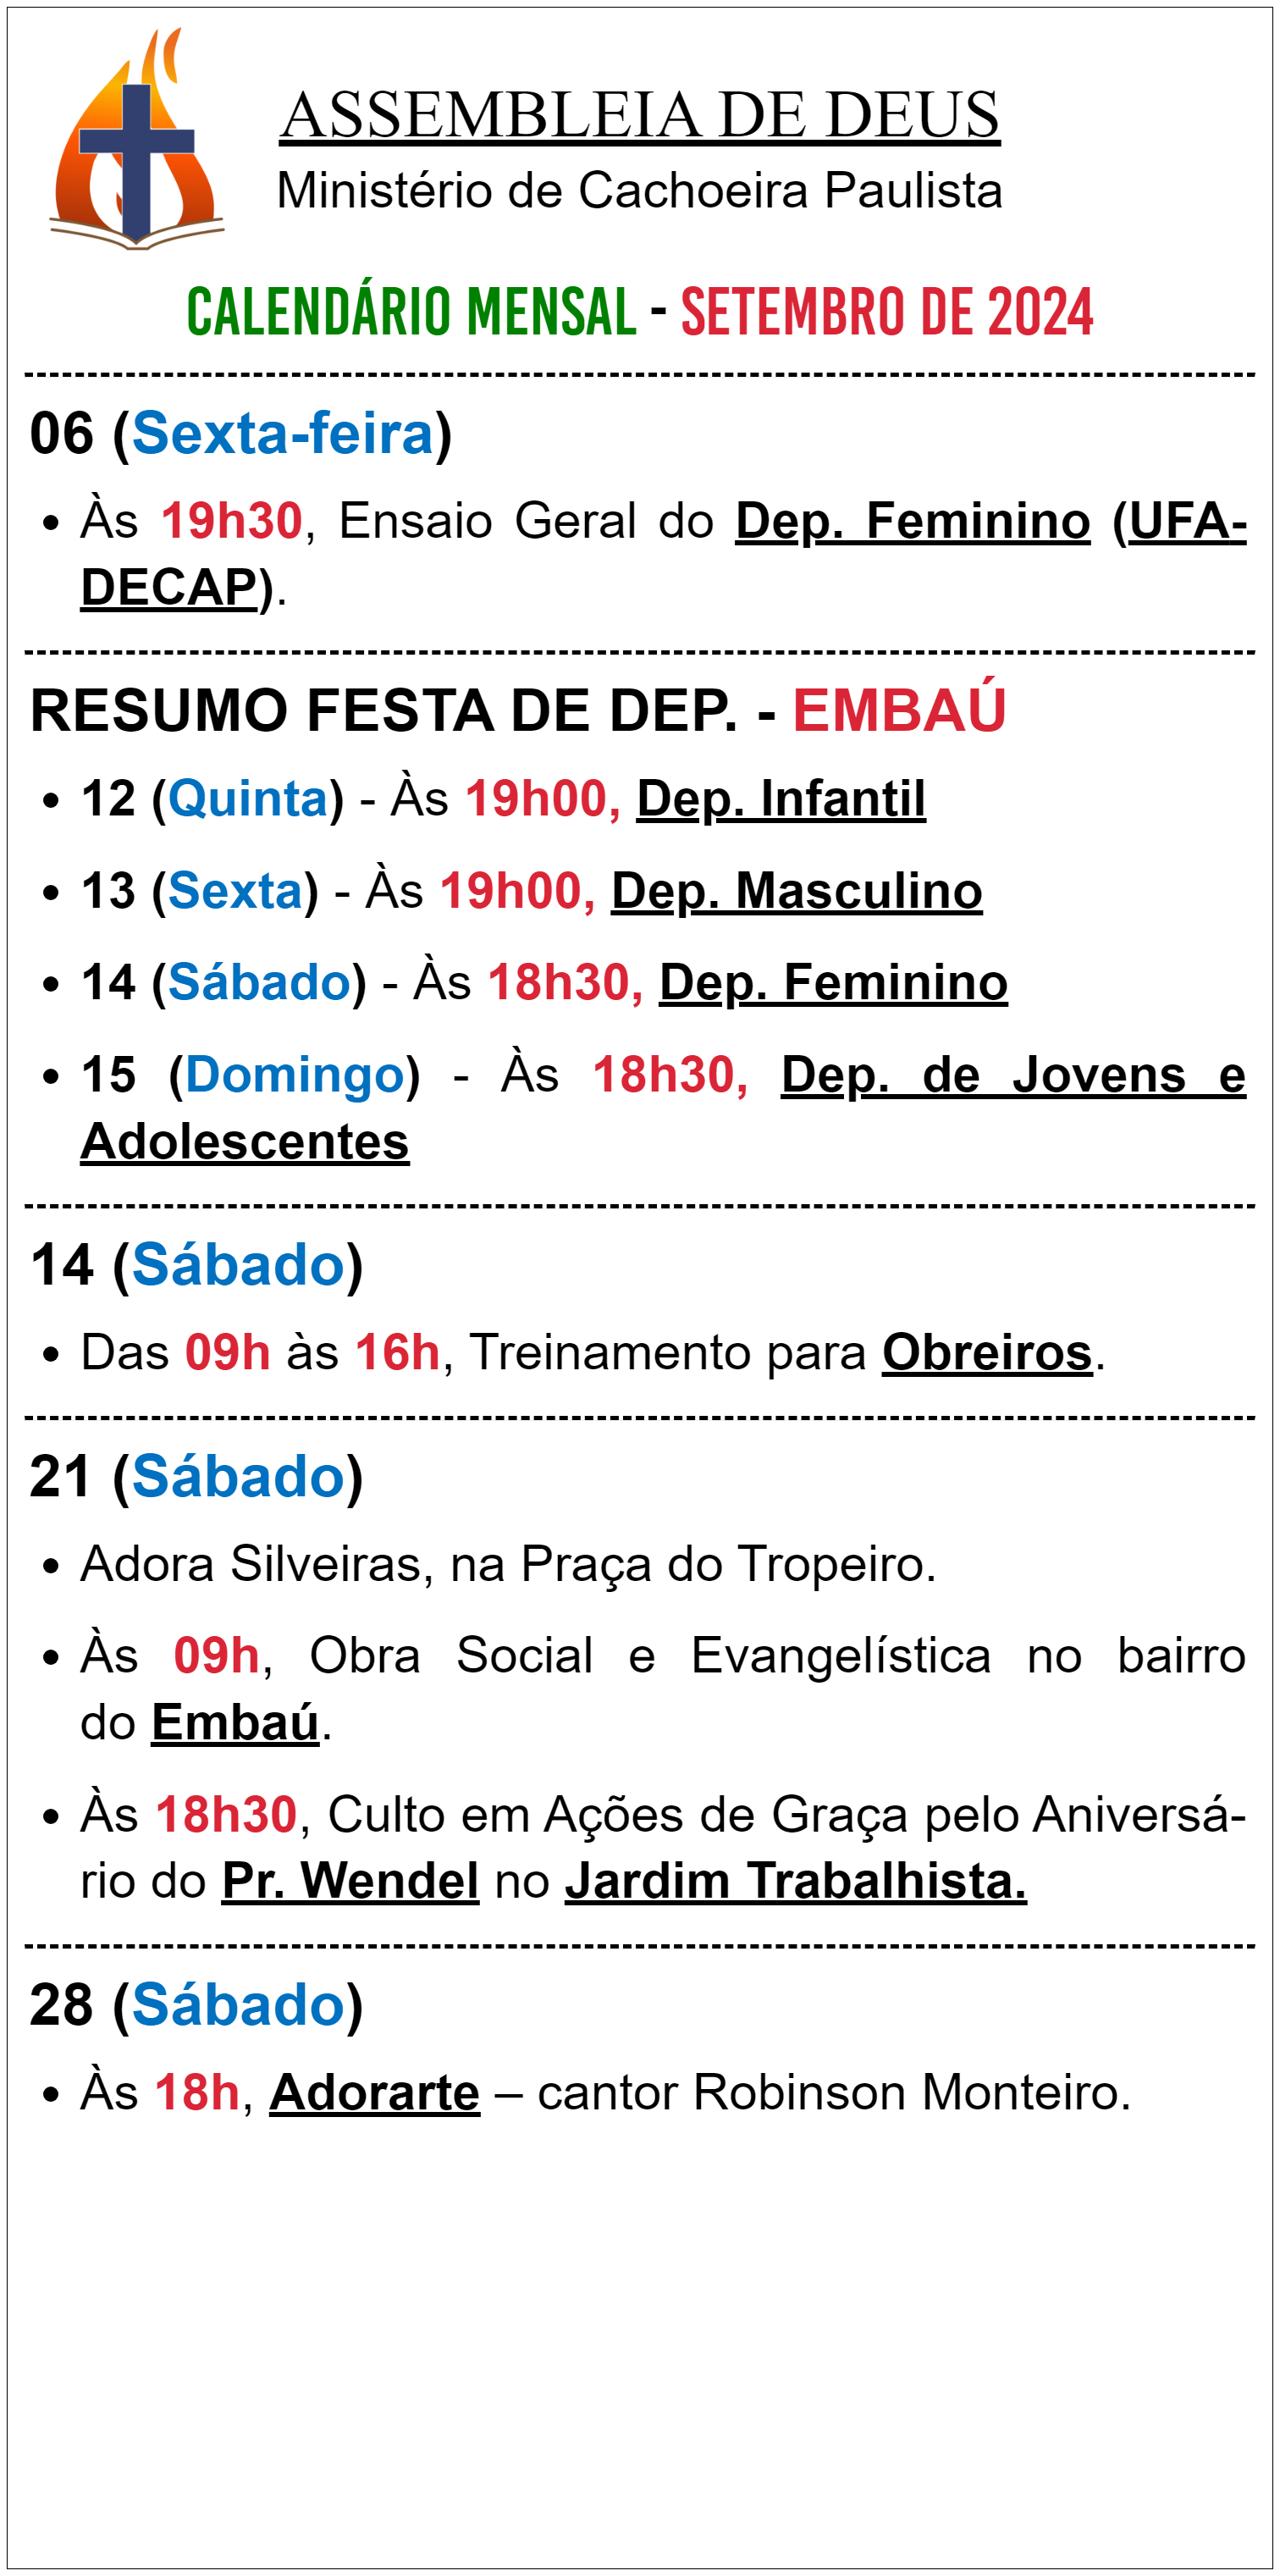 ASSEMBLEIA DE DEUS
Ministério de Cachoeira Paulista
CALENDÁRIO MENSAL - SETEMBRO DE 2024
06 (Sexta-feira)
• Às 19h30, Ensaio Geral do Dep. Feminino (UFA-
DECAP).
RESUMO FESTA DE DEP. - EMBAÚ
• 12 (Quinta) - Às 19h00, Dep. Infantil
• 13 (Sexta) - Às 19h00, Dep. Masculino
• 14 (Sábado) - Às 18h30, Dep. Feminino
• 15 (Domingo) - Às 18h30, Dep. de Jovens e
Adolescentes
14 (Sábado)
• Das 09h às 16h, Treinamento para Obreiros.
21 (Sábado)
• Adora Silveiras, na Praça do Tropeiro.
• Às 09h, Obra Social e Evangelística no bairro
do Embaú.
• Às 18h30, Culto em Ações de Graça pelo Aniversá-
rio do Pr. Wendel no Jardim Trabalhista.
28 (Sábado)
• Às 18h, Adorarte – cantor Robinson Monteiro.